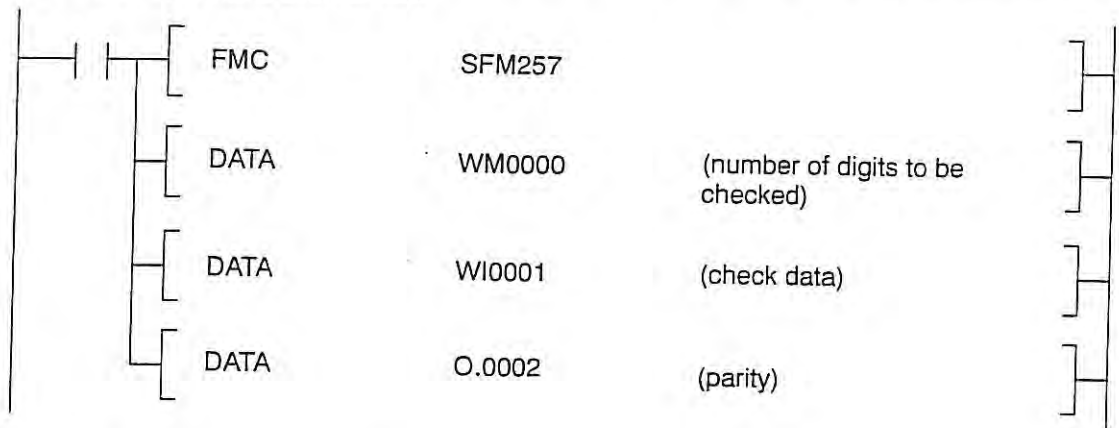 FMC SFM257
DATA WM0000 (number of digits to be
checked)
DATA WI0001 (check data)
DATA O.0002 (parity)